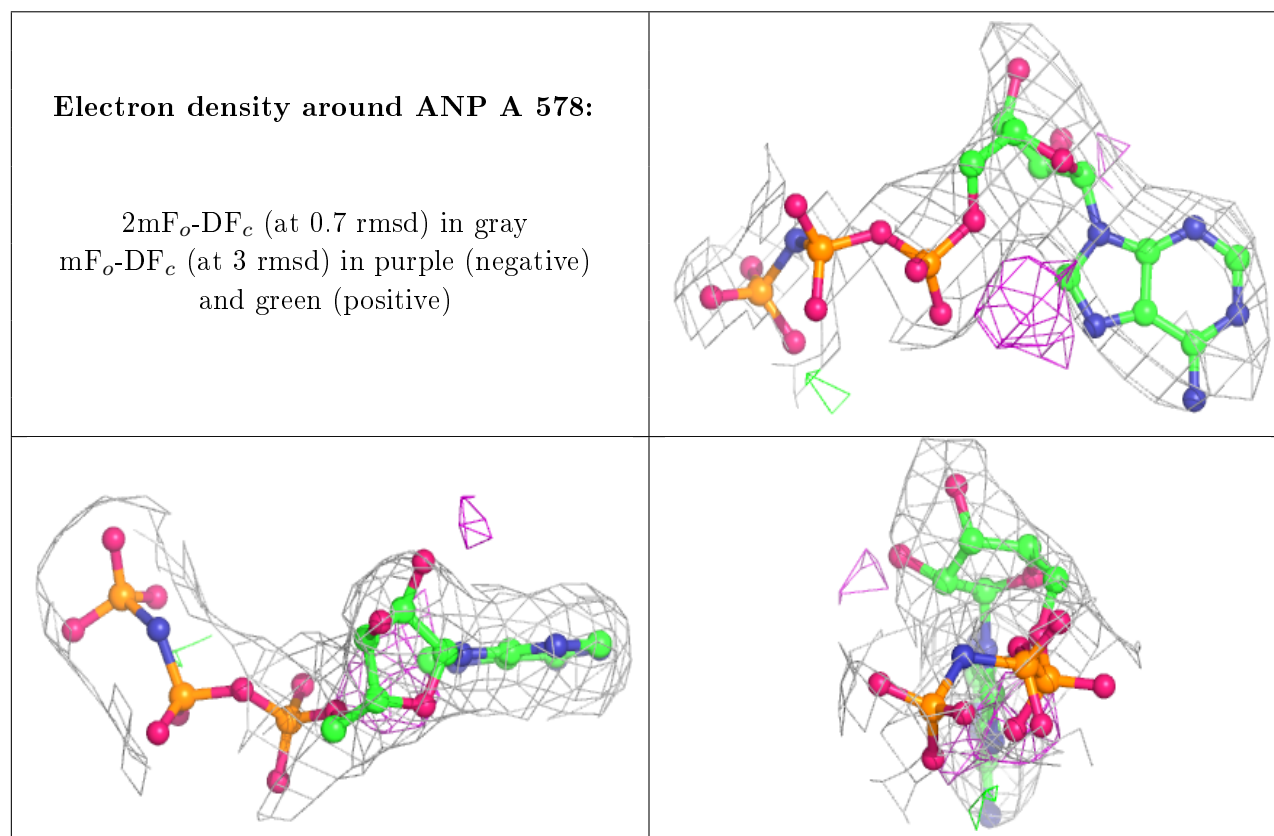 Electron density around ANP A 578:
2mFo-DFc (at 0.7 rmsd) in gray
mFo-DFc (at 3 rmsd) in purple (negative)
and green (positive)